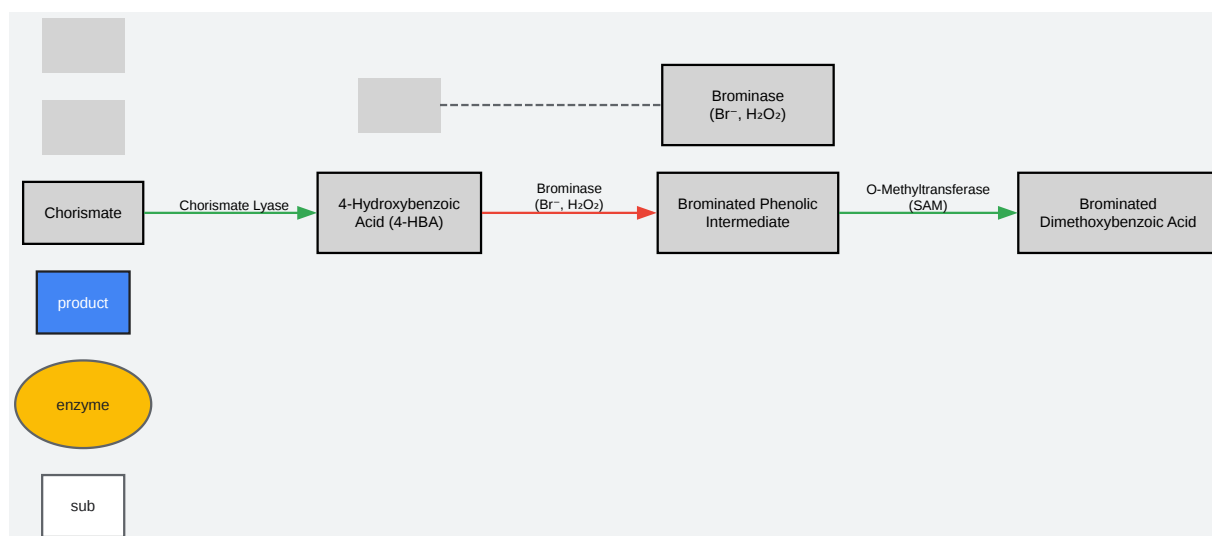 Brominase
(Br⁻, H₂O₂)
Chorismate
Chorismate Lyase
4-Hydroxybenzoic
Acid (4-HBA)
Brominase
(Br⁻, H₂O₂)
Brominated Phenolic
Intermediate
O-Methyltransferase
(SAM)
Brominated
Dimethoxybenzoic Acid
product
enzyme
sub